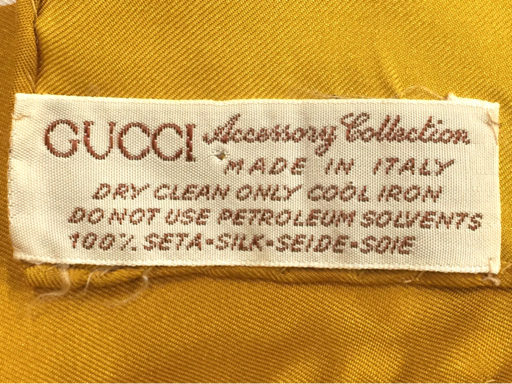 GUCCI Accessory Collection
MADE IN ITALY
DRY CLEAN ONLY COOL IRON
DO NOT USE PETROLEUM SOLVENTS
100% SETA-SILK-SEIDE-SOIE